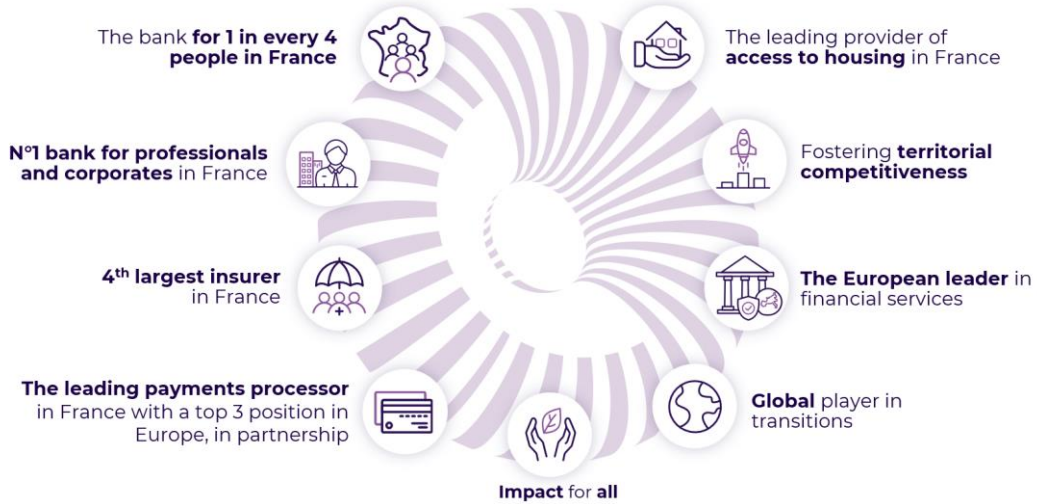 The bank for 1 in every 4
people in France
The leading provider of
access to housing in France
N°1 bank for professionals
and corporates in France
Fostering territorial
competitiveness
4th largest insurer
in France
The European leader in
financial services
The leading payments processor
in France with a top 3 position in
Europe, in partnership
Global player in
transitions
Impact for all